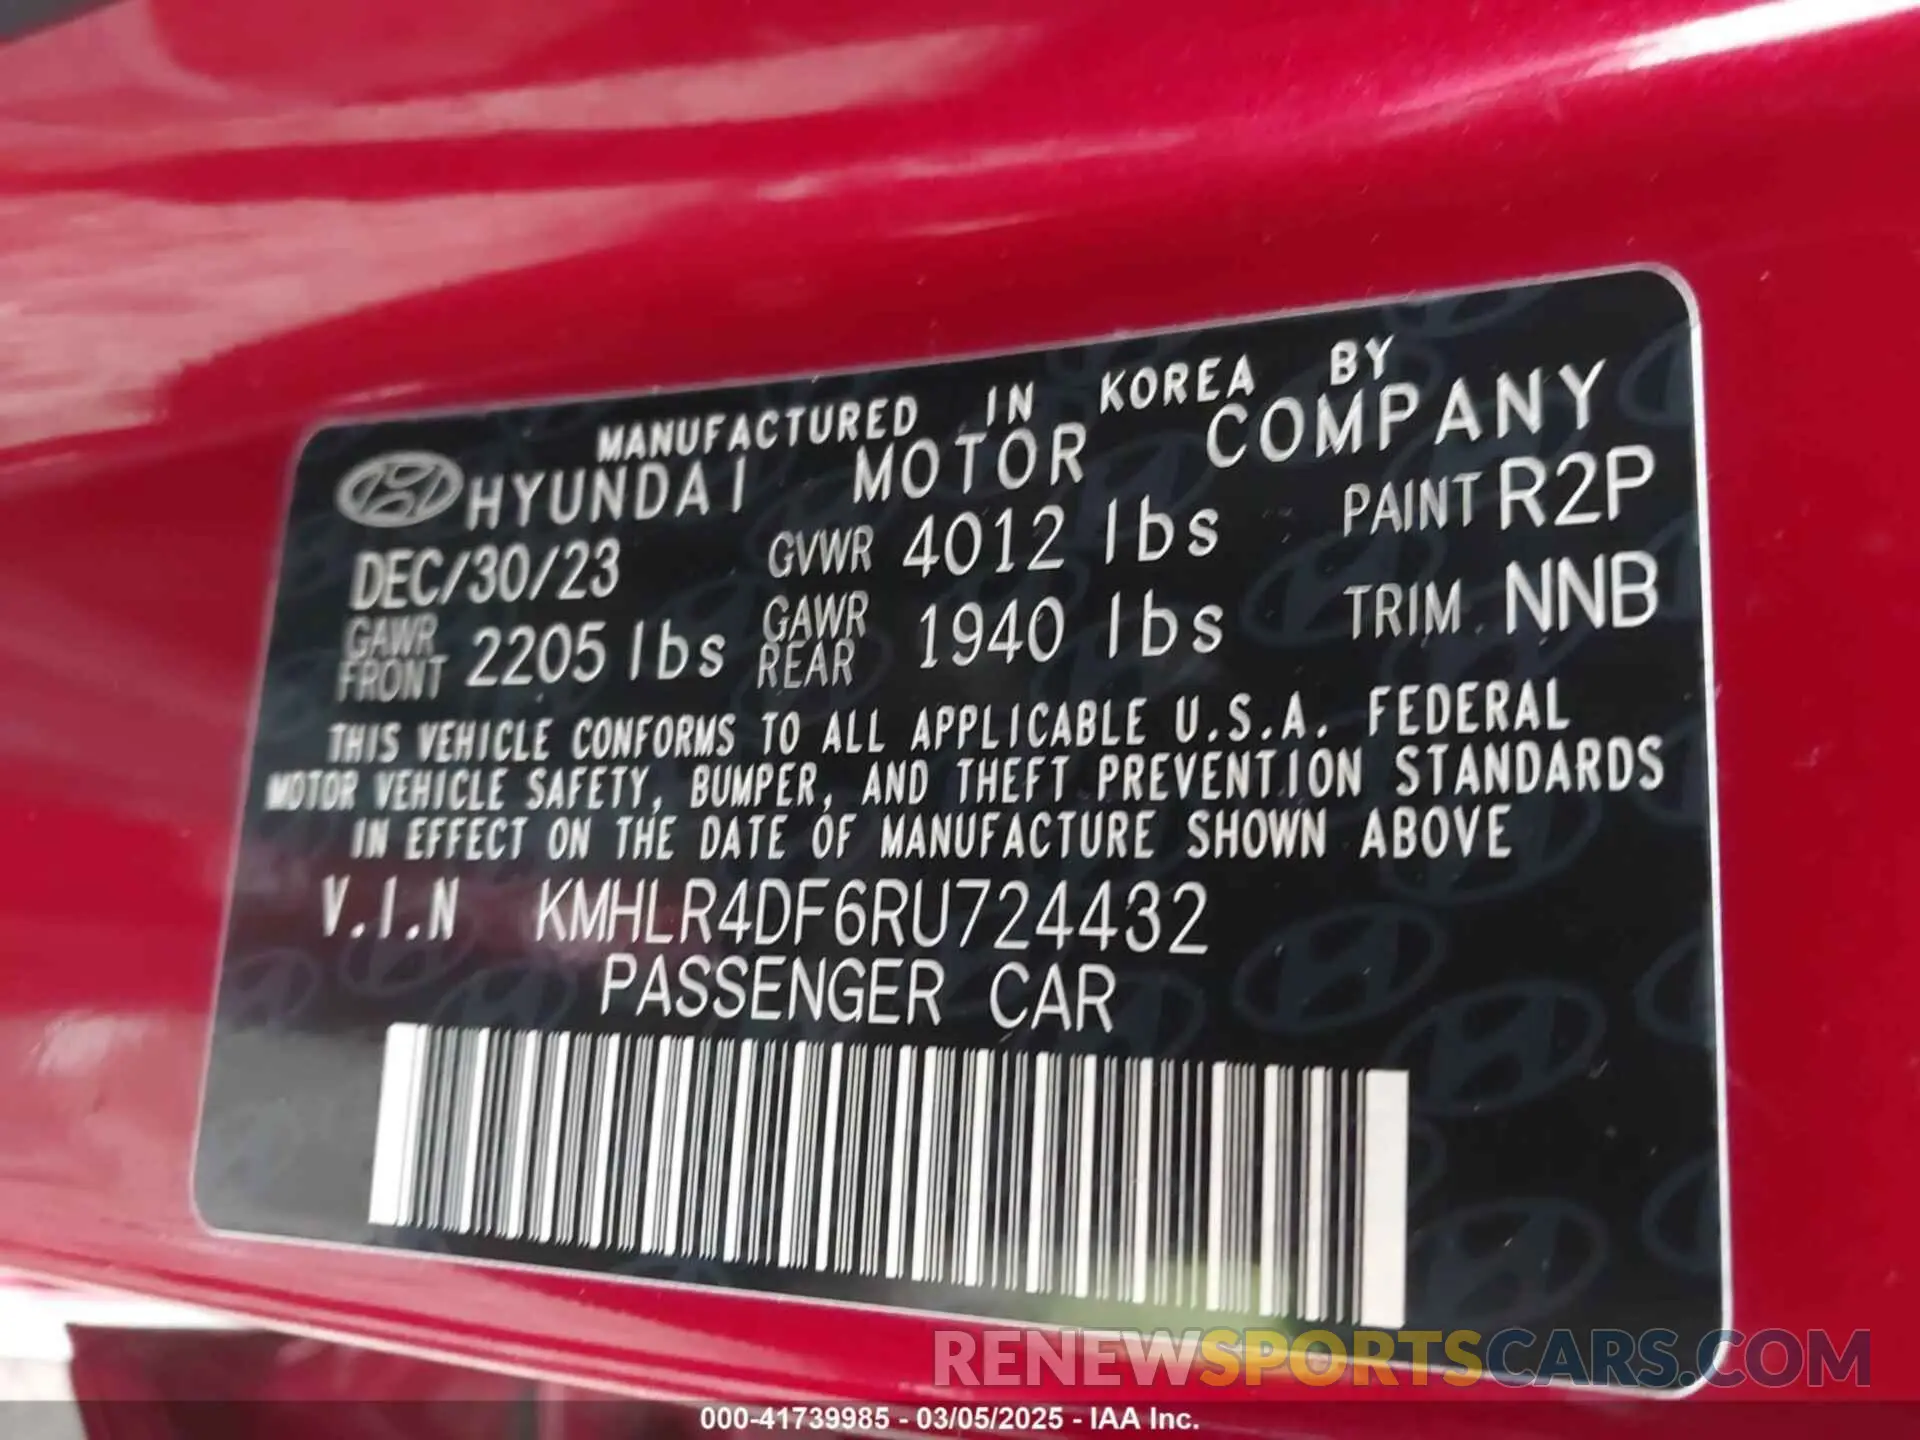 MANUFACTURED IN KOREA BY
HYUNDAI MOTOR COMPANY
DEC/30/23 GVWR 4012 lbs PAINT R2P
GAWR FRONT 2205 lbs GAWR REAR 1940 lbs TRIM NNB
THIS VEHICLE CONFORMS TO ALL APPLICABLE U.S.A. FEDERAL
MOTOR VEHICLE SAFETY, BUMPER, AND THEFT PREVENTION STANDARDS
IN EFFECT ON THE DATE OF MANUFACTURE SHOWN ABOVE
V.I.N KMHLR4DF6RU724432
PASSENGER CAR
RENEWSPORTSCARS.COM
000-41739985 - 03/05/2025 - IAA Inc.